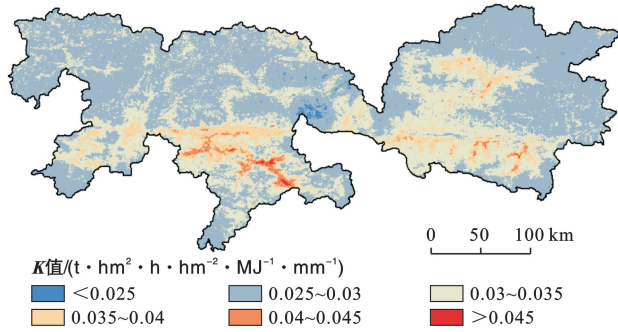 0 50 100 km
K值/(t · hm² · h · hm⁻² · MJ⁻¹ · mm⁻¹)
<0.025 0.025~0.03 0.03~0.035
0.035~0.04 0.04~0.045 >0.045